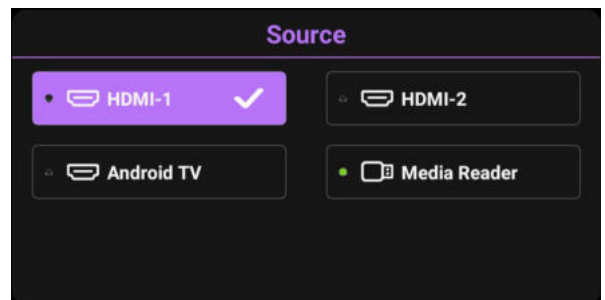 Source
HDMI-1
HDMI-2
Android TV
Media Reader